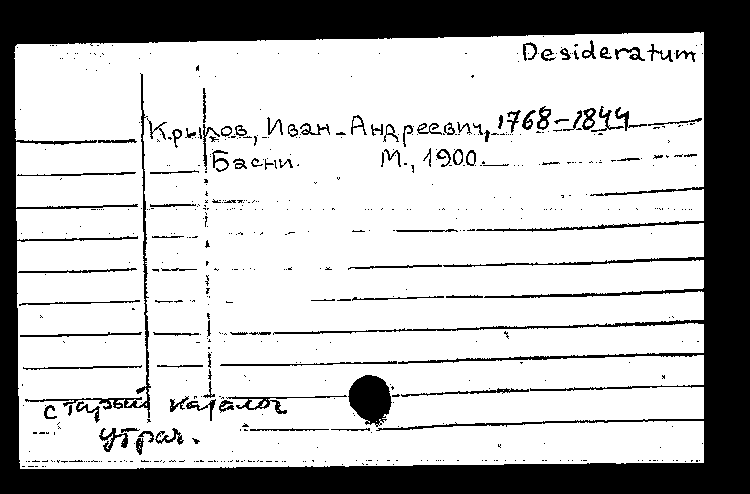 Desideratum
Крылов, Иван Андреевич, 1768-1844
Басни. М., 1900.
старый каталог
утрач.